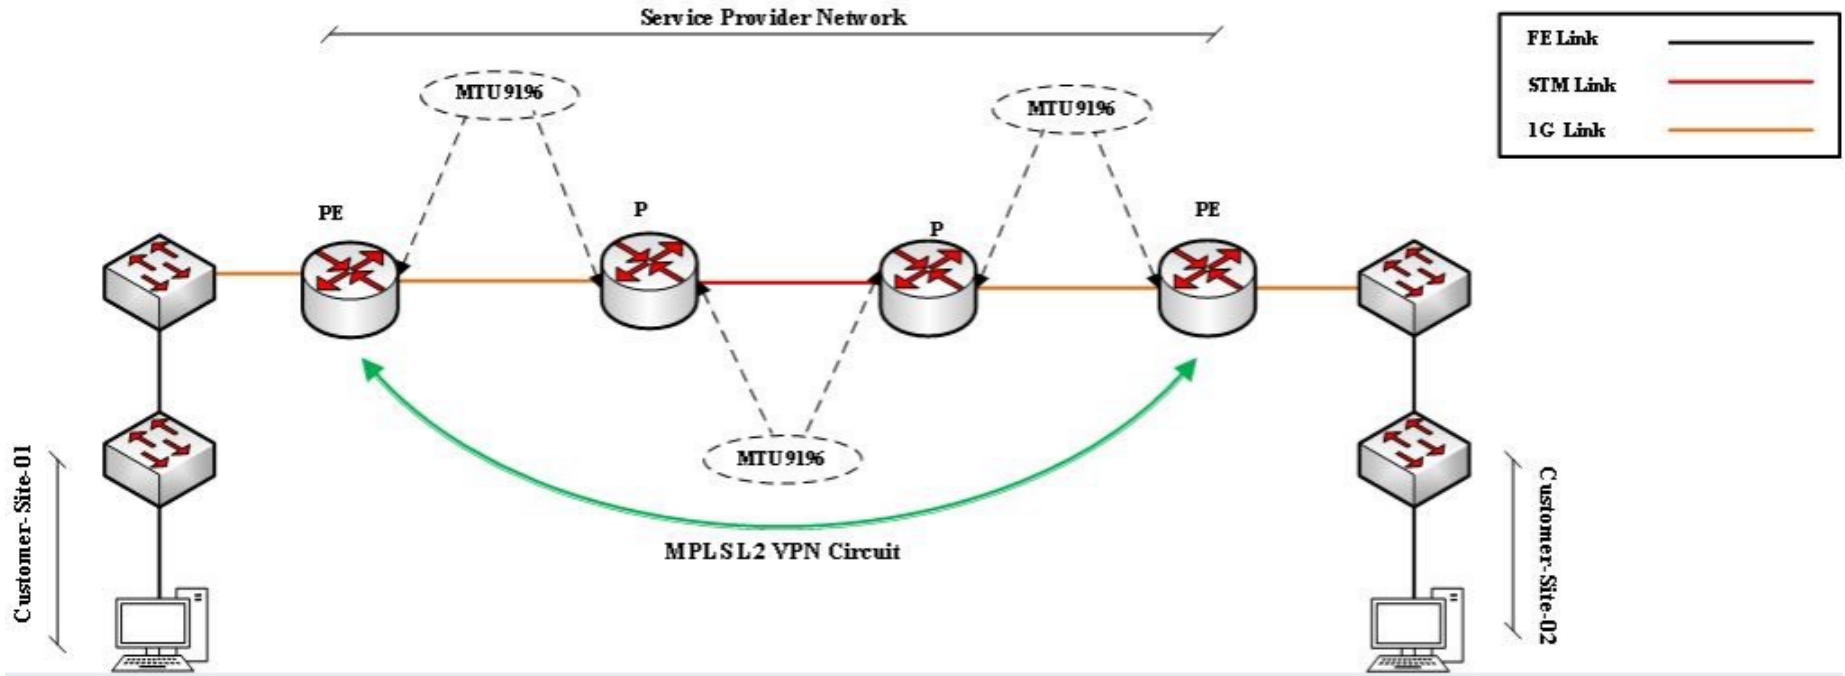 Service Provider Network
FE Link
STM Link
1G Link
MTU 9196
MTU 9196
PE
P
P
PE
MTU 9196
MPLS L2 VPN Circuit
Customer-Site-01
Customer-Site-02